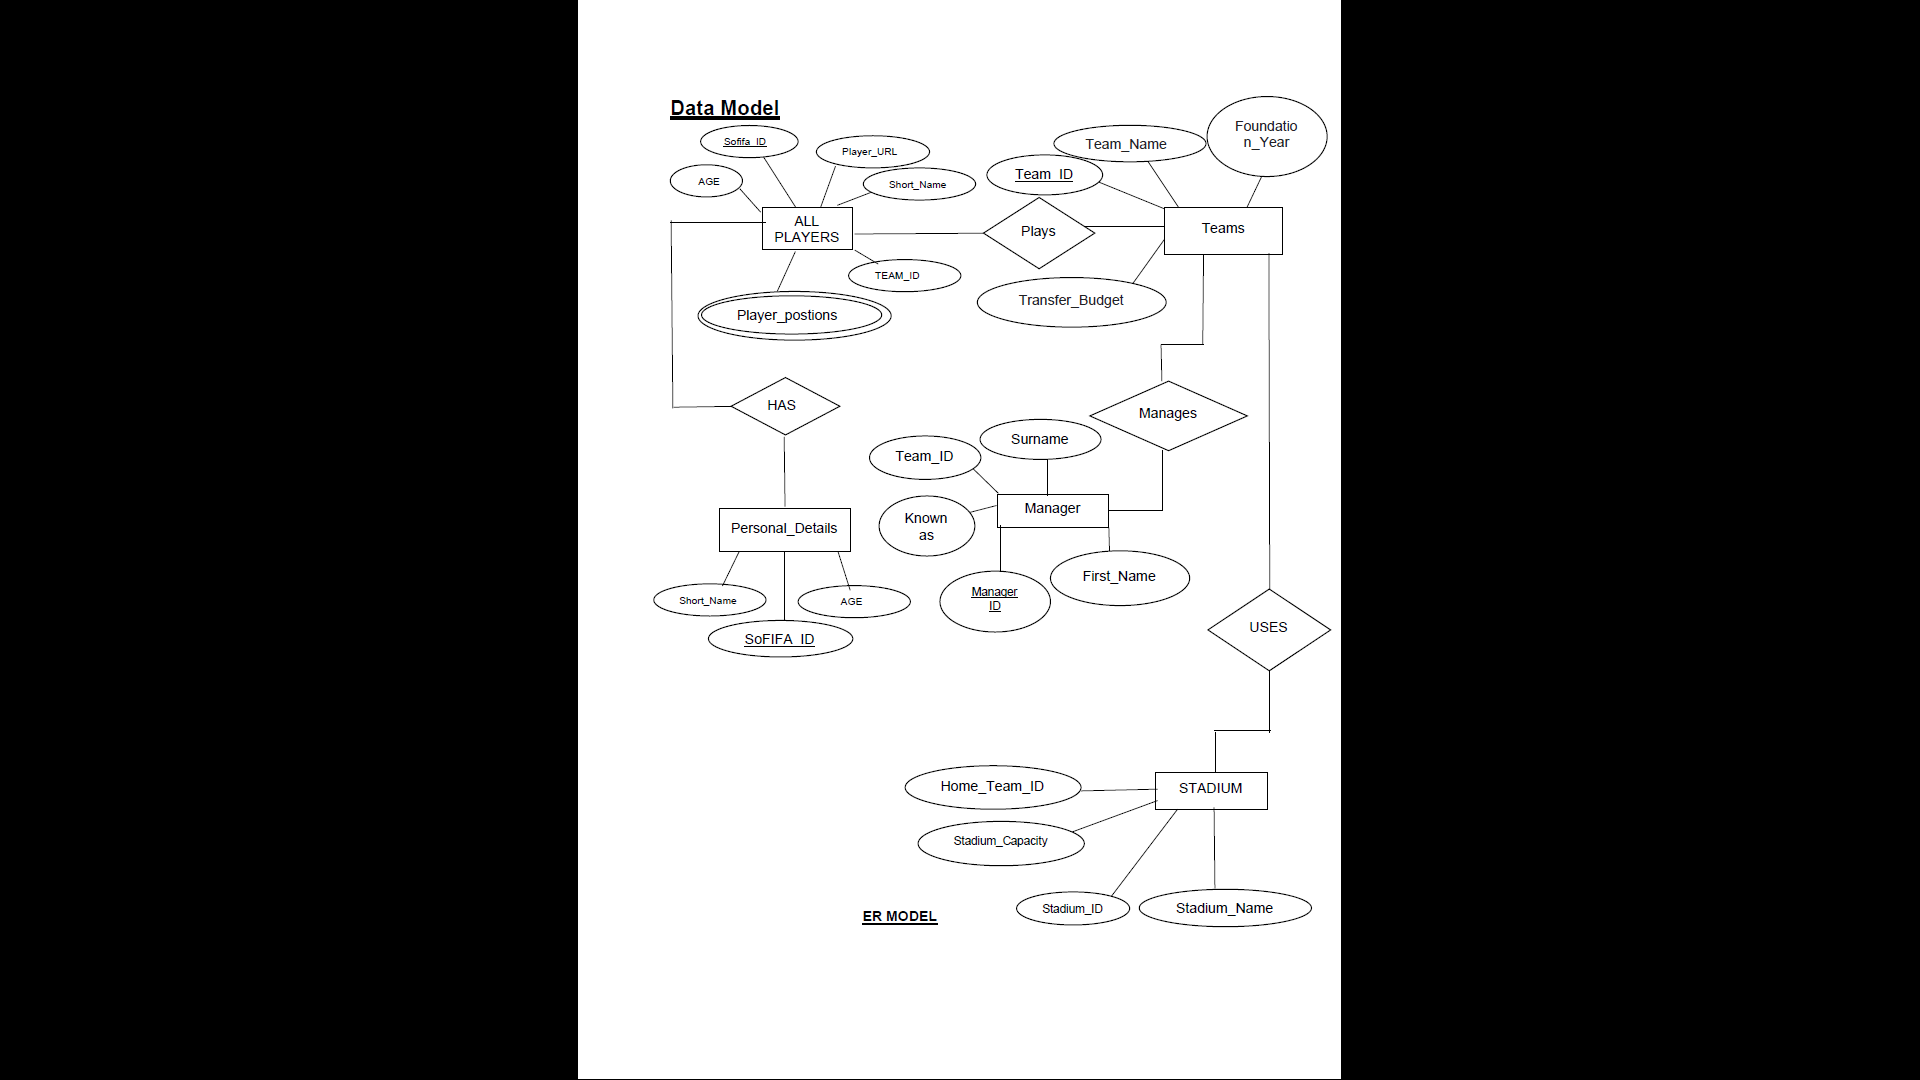 Data Model
Sofifa_ID
Player_URL
AGE
Short_Name
ALL
PLAYERS
TEAM_ID
Player_postions
Plays
Team_ID
Team_Name
Foundatio
n_Year
Teams
Transfer_Budget
HAS
Manages
Surname
Team_ID
Manager
Known
as
Manager
ID
First_Name
Personal_Details
Short_Name
AGE
SoFIFA_ID
USES
STADIUM
Home_Team_ID
Stadium_Capacity
Stadium_ID
Stadium_Name
ER MODEL